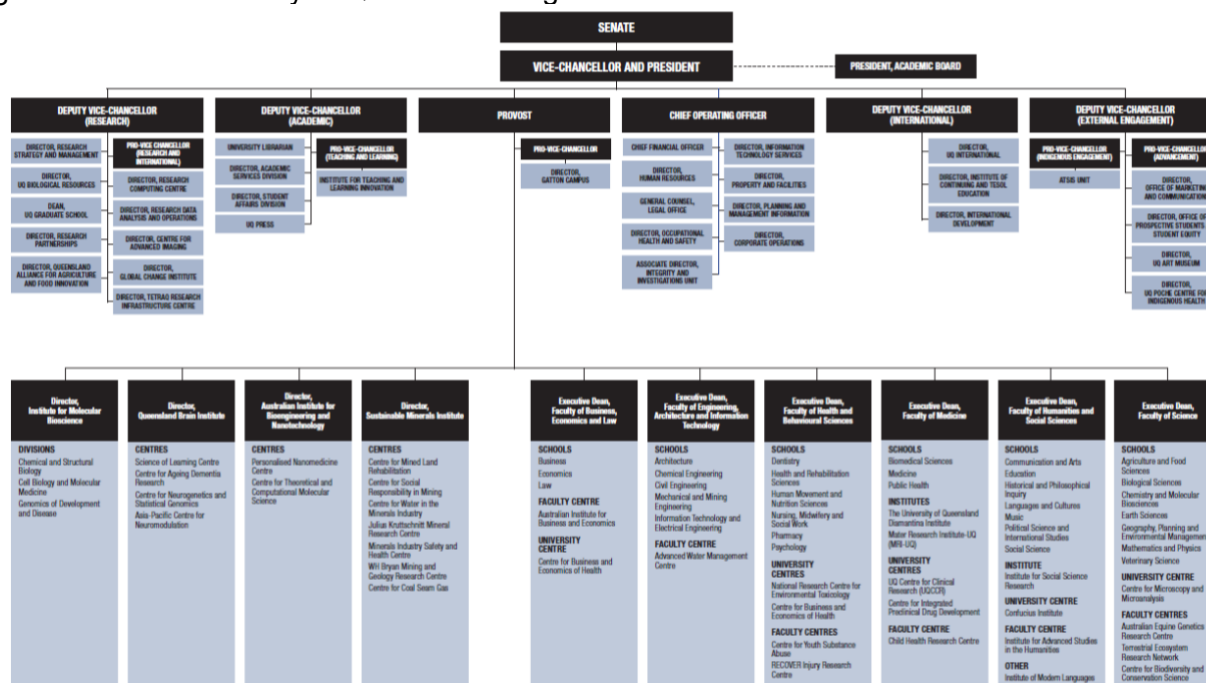 SENATE
VICE-CHANCELLOR AND PRESIDENT
PRESIDENT, ACADEMIC BOARD
DEPUTY VICE-CHANCELLOR
(RESEARCH)
DIRECTOR, RESEARCH
STRATEGY AND MANAGEMENT
DIRECTOR,
UQ BIOLOGICAL RESOURCES
DEAN,
UQ GRADUATE SCHOOL
DIRECTOR, RESEARCH
PARTNERSHIPS
DIRECTOR, QUEENSLAND
ALLIANCE FOR AGRICULTURE
AND FOOD INNOVATION
PRO-VICE CHANCELLOR
(RESEARCH AND
INTERNATIONAL)
DIRECTOR, RESEARCH
COMPUTING CENTRE
DIRECTOR, RESEARCH DATA
ANALYSIS AND OPERATIONS
DIRECTOR, CENTRE FOR
ADVANCED IMAGING
DIRECTOR,
GLOBAL CHANGE INSTITUTE
DIRECTOR, TETRAQ RESEARCH
INFRASTRUCTURE CENTRE
DEPUTY VICE-CHANCELLOR
(ACADEMIC)
UNIVERSITY LIBRARIAN
DIRECTOR, ACADEMIC
SERVICES DIVISION
DIRECTOR, STUDENT
AFFAIRS DIVISION
UQ PRESS
PRO-VICE-CHANCELLOR
(TEACHING AND LEARNING)
INSTITUTE FOR TEACHING AND
LEARNING INNOVATION
PROVOST
PRO-VICE-CHANCELLOR
DIRECTOR,
GATTON CAMPUS
CHIEF OPERATING OFFICER
CHIEF FINANCIAL OFFICER
DIRECTOR,
HUMAN RESOURCES
GENERAL COUNSEL,
LEGAL OFFICE
DIRECTOR, OCCUPATIONAL
HEALTH AND SAFETY
ASSOCIATE DIRECTOR,
INTEGRITY AND
INVESTIGATIONS UNIT
DIRECTOR, INFORMATION
TECHNOLOGY SERVICES
DIRECTOR,
PROPERTY AND FACILITIES
DIRECTOR, PLANNING AND
MANAGEMENT INFORMATION
DIRECTOR,
CORPORATE OPERATIONS
DEPUTY VICE-CHANCELLOR
(INTERNATIONAL)
DIRECTOR,
UQ INTERNATIONAL
DIRECTOR, INSTITUTE OF
CONTINUING AND TESOL
EDUCATION
DIRECTOR, INTERNATIONAL
DEVELOPMENT
DEPUTY VICE-CHANCELLOR
(EXTERNAL ENGAGEMENT)
PRO-VICE-CHANCELLOR
(INDIGENOUS ENGAGEMENT)
ATSIS UNIT
PRO-VICE-CHANCELLOR
(ADVANCEMENT)
DIRECTOR,
OFFICE OF MARKETING
AND COMMUNICATION
DIRECTOR, OFFICE OF
PROSPECTIVE STUDENTS
STUDENT EQUITY
DIRECTOR,
UQ ART MUSEUM
DIRECTOR,
UQ POCHE CENTRE FOR
INDIGENOUS HEALTH
Director,
Institute for Molecular
Bioscience
DIVISIONS
Chemical and Structural
Biology
Cell Biology and Molecular
Medicine
Genomics of Development
and Disease
Director,
Queensland Brain Institute
CENTRES
Science of Learning Centre
Centre for Ageing Dementia
Research
Centre for Neurogenetics and
Statistical Genomics
Asia-Pacific Centre for
Neuromodulation
Director,
Australian Institute for
Bioengineering and
Nanotechnology
CENTRES
Personalised Nanomedicine
Centre
Centre for Theoretical and
Computational Molecular
Science
Director,
Sustainable Minerals Institute
CENTRES
Centre for Mined Land
Rehabilitation
Centre for Social
Responsibility in Mining
Centre for Water in the
Minerals Industry
Julius Kruttschnitt Mineral
Research Centre
Minerals Industry Safety and
Health Centre
WH Bryan Mining and
Geology Research Centre
Centre for Coal Seam Gas
Executive Dean,
Faculty of Business,
Economics and Law
SCHOOLS
Business
Economics
Law
FACULTY CENTRE
Australian Institute for
Business and Economics
UNIVERSITY
CENTRE
Centre for Business and
Economics of Health
Executive Dean,
Faculty of Engineering,
Architecture and Information
Technology
SCHOOLS
Architecture
Chemical Engineering
Civil Engineering
Mechanical and Mining
Engineering
Information Technology and
Electrical Engineering
FACULTY CENTRE
Advanced Water Management
Centre
Executive Dean,
Faculty of Health and
Behavioural Sciences
SCHOOLS
Dentistry
Health and Rehabilitation
Sciences
Human Movement and
Nutrition Sciences
Nursing, Midwifery and
Social Work
Pharmacy
Psychology
UNIVERSITY
CENTRES
National Research Centre for
Environmental Toxicology
Centre for Business and
Economics of Health
FACULTY CENTRES
Centre for Youth Substance
Abuse
RECOVER Injury Research
Centre
Executive Dean,
Faculty of Medicine
SCHOOLS
Biomedical Sciences
Medicine
Public Health
INSTITUTES
The University of Queensland
Diamantina Institute
Mater Research Institute-UQ
(MRI-UQ)
UNIVERSITY
CENTRES
UQ Centre for Clinical
Research (UQCCR)
Centre for Integrated
Preclinical Drug Development
FACULTY CENTRE
Child Health Research Centre
Executive Dean,
Faculty of Humanities and
Social Sciences
SCHOOLS
Communication and Arts
Education
Historical and Philosophical
Inquiry
Languages and Cultures
Music
Political Science and
International Studies
Social Science
INSTITUTE
Institute for Social Science
Research
UNIVERSITY CENTRE
Confucius Institute
FACULTY CENTRE
Institute for Advanced Studies
in the Humanities
OTHER
Institute of Modern Languages
Executive Dean,
Faculty of Science
SCHOOLS
Agriculture and Food
Sciences
Biological Sciences
Chemistry and Molecular
Biosciences
Earth Sciences
Geography, Planning and
Environmental Management
Mathematics and Physics
Veterinary Science
UNIVERSITY CENTRE
Centre for Microscopy and
Microanalysis
FACULTY CENTRES
Australian Equine Genetics
Research Centre
Terrestrial Ecosystem
Research Network
Centre for Biodiversity and
Conservation Science